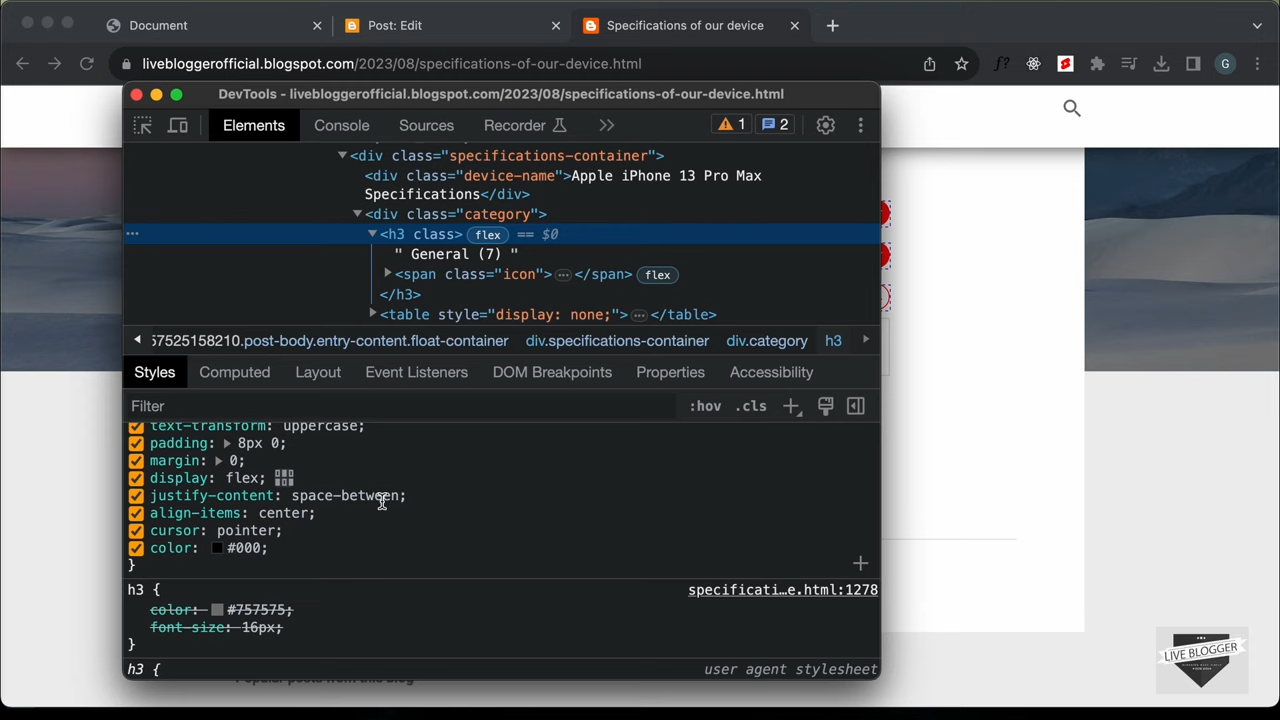 Document
Post: Edit
Specifications of our device
livebloggerofficial.blogspot.com/2023/08/specifications-of-our-device.html
G
DevTools - livebloggerofficial.blogspot.com/2023/08/specifications-of-our-device.html
Elements
Console
Sources
Recorder
1
2
<div class="specifications-container">
<div class="device-name">Apple iPhone 13 Pro Max
Specifications</div>
<div class="category">
<h3 class> flex == $0
" General (7) "
<span class="icon">…</span> flex
</h3>
<table style="display: none;">…</table>
57525158210.post-body.entry-content.float-container
div.specifications-container
div.category
h3
Styles
Computed
Layout
Event Listeners
DOM Breakpoints
Properties
Accessibility
Filter
:hov
.cls
text-transform: uppercase;
padding: 8px 0;
margin: 0;
display: flex;
justify-content: space-between;
align-items: center;
cursor: pointer;
color: #000;
}
h3 {
specificati…e.html:1278
color: #757575;
font-size: 16px;
}
h3 {
user agent stylesheet
Popular posts from this blog
LIVE BLOGGER